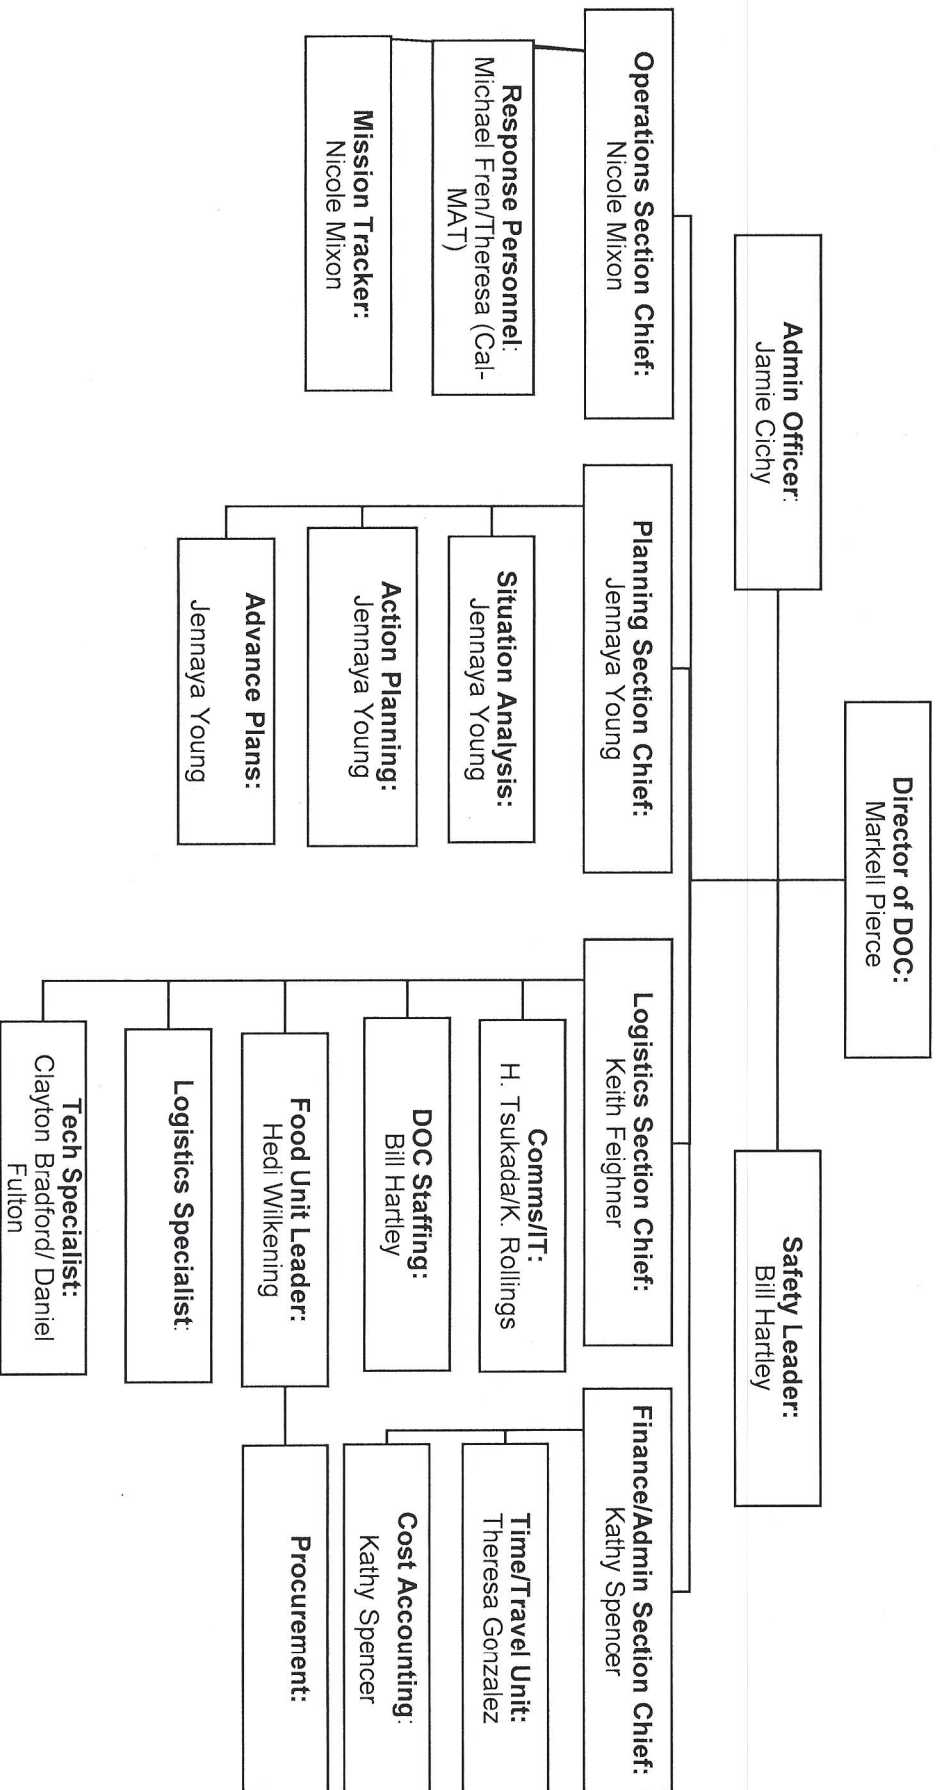 Director of DOC:
Markell Pierce
Admin Officer:
Jamie Cichy
Safety Leader:
Bill Hartley
Operations Section Chief:
Nicole Mixon
Response Personnel:
Michael Fren/Theresa (Cal-
MAT)
Mission Tracker:
Nicole Mixon
Planning Section Chief:
Jennaya Young
Situation Analysis:
Jennaya Young
Action Planning:
Jennaya Young
Advance Plans:
Jennaya Young
Logistics Section Chief:
Keith Feighner
Comms/IT:
H. Tsukada/K. Rollings
DOC Staffing:
Bill Hartley
Food Unit Leader:
Hedi Wilkening
Logistics Specialist:
Tech Specialist:
Clayton Bradford/ Daniel
Fulton
Finance/Admin Section Chief:
Kathy Spencer
Time/Travel Unit:
Theresa Gonzalez
Cost Accounting:
Kathy Spencer
Procurement: